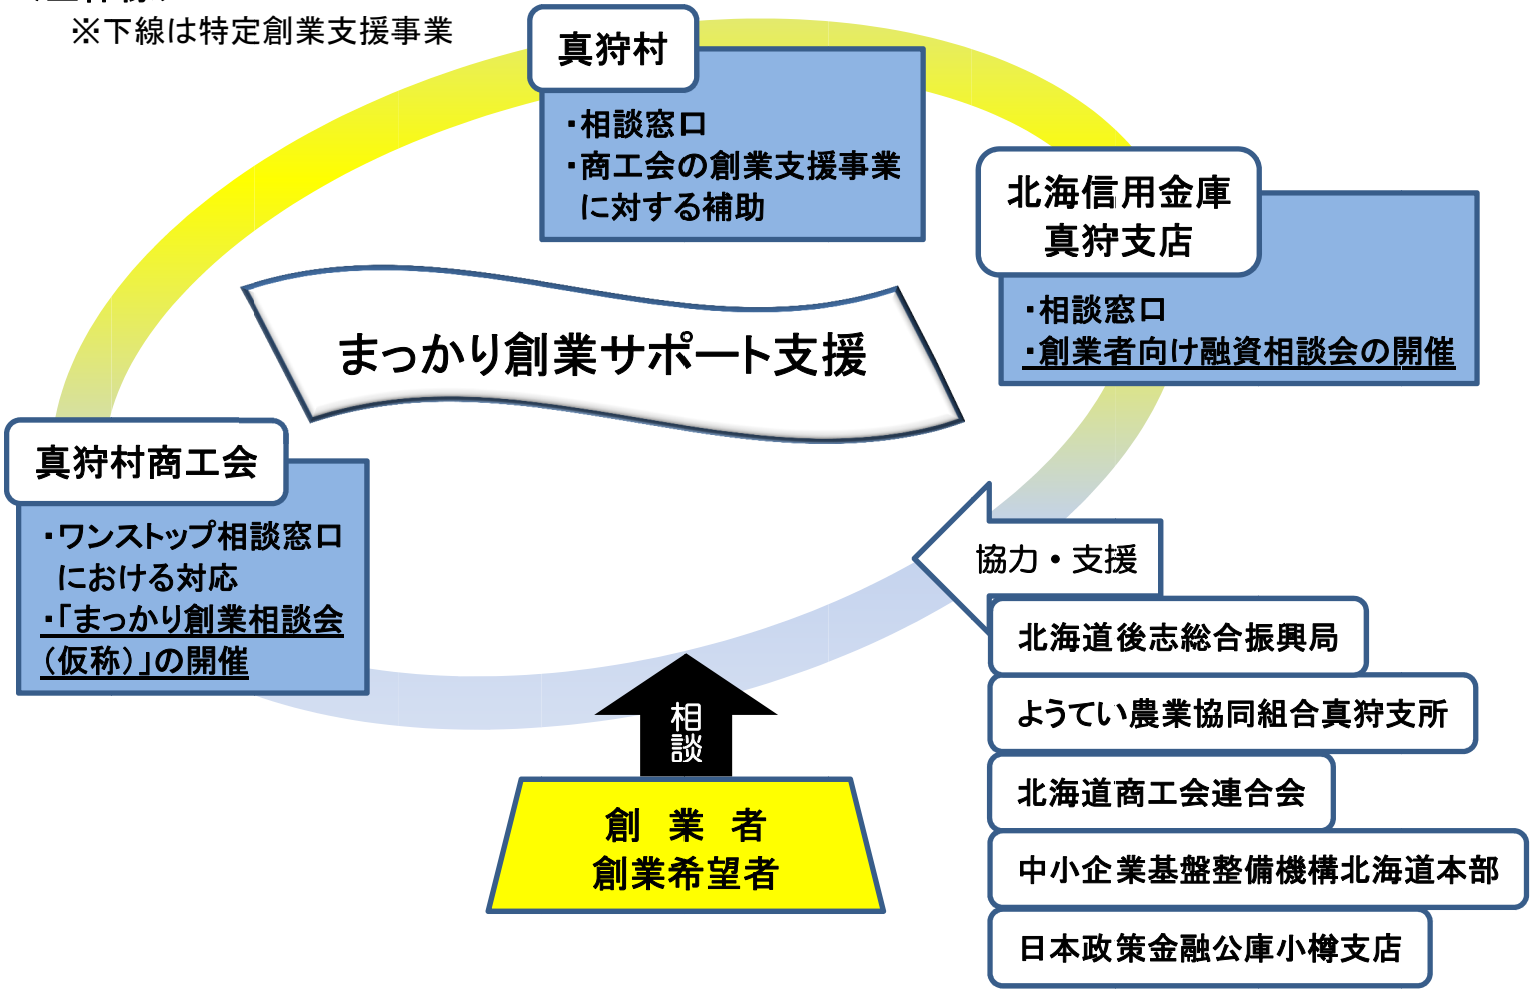 ※下線は特定創業支援事業
真狩村
・相談窓口
・商工会の創業支援事業
に対する補助
北海信用金庫
真狩支店
・相談窓口
・創業者向け融資相談会の開催
まっかり創業サポート支援
真狩村商工会
・ワンストップ相談窓口
における対応
・「まっかり創業相談会
（仮称）」の開催
協力・支援
北海道後志総合振興局
ようてい農業協同組合真狩支所
北海道商工会連合会
中小企業基盤整備機構北海道本部
日本政策金融公庫小樽支店
相談
創　業　者
創業希望者